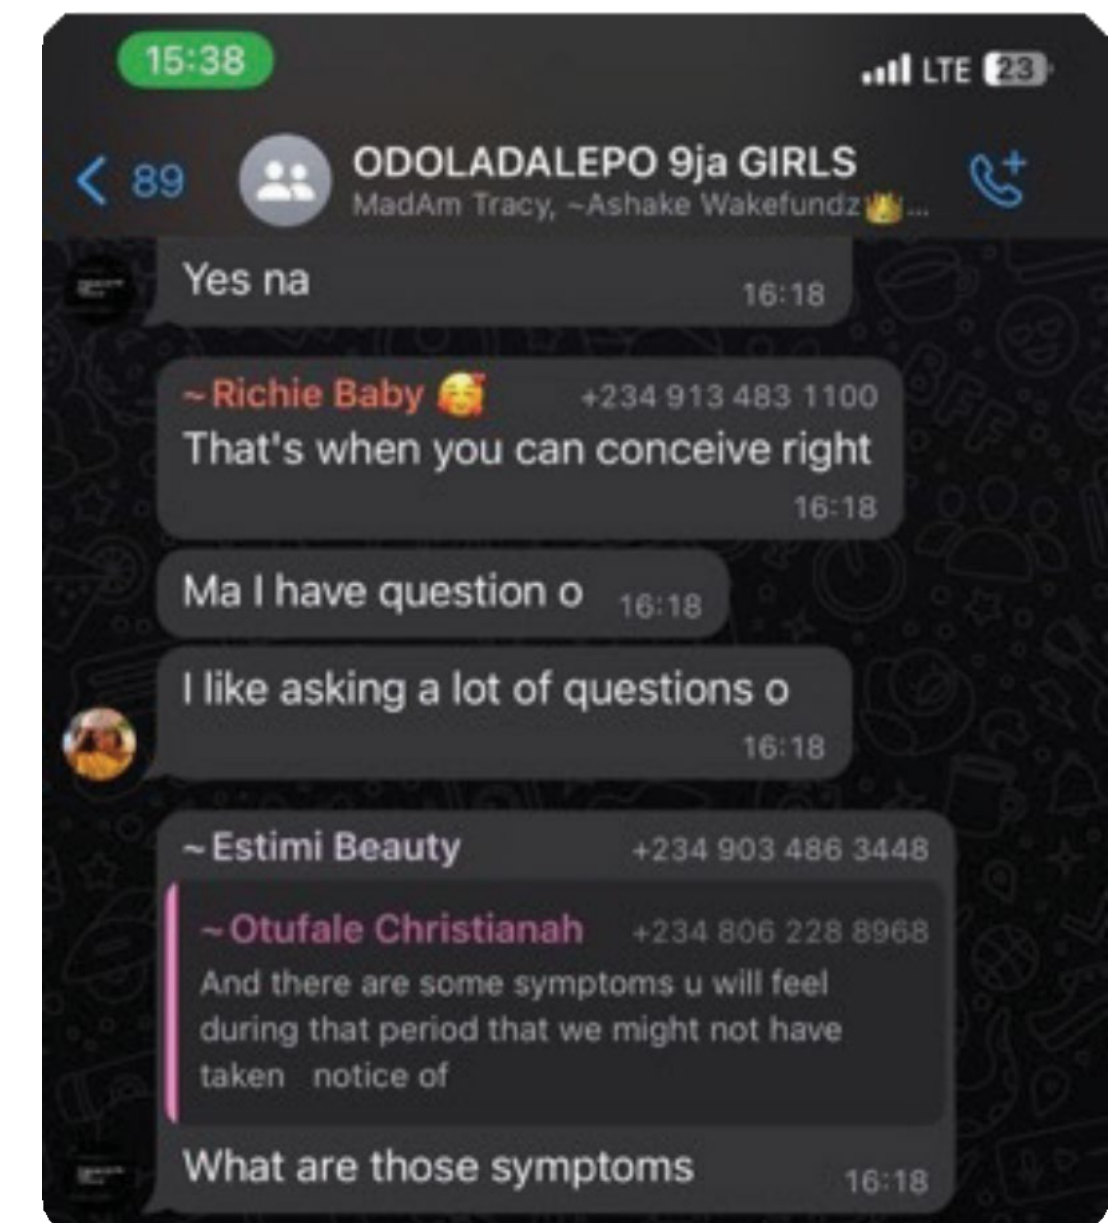 15:38
LTE 23
89
ODOLADALEPO 9ja GIRLS
MadAm Tracy, ~Ashake Wakefundz👑...
Yes na
16:18
~Richie Baby 🥰 +234 913 483 1100
That's when you can conceive right
16:18
Ma I have question o 16:18
I like asking a lot of questions o
16:18
~Estimi Beauty +234 903 486 3448
~Otufale Christianah +234 806 228 8968
And there are some symptoms u will feel
during that period that we might not have
taken notice of
What are those symptoms 16:18